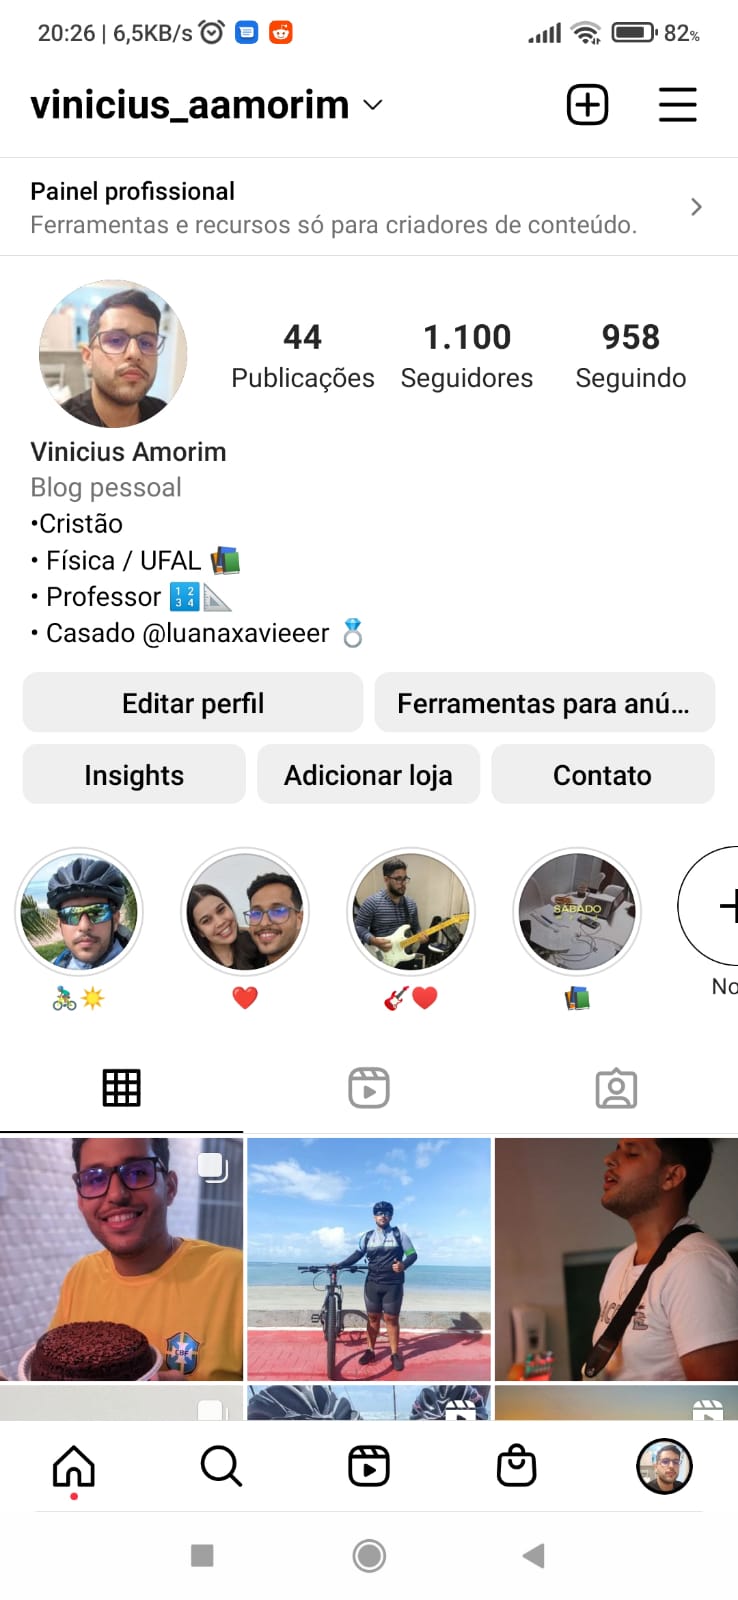 20:26 | 6,5KB/s
82%
vinicius_aamorim
Painel profissional
Ferramentas e recursos só para criadores de conteúdo.
44
1.100
958
Publicações
Seguidores
Seguindo
Vinicius Amorim
Blog pessoal
•Cristão
• Física / UFAL 📚
• Professor 🔢📐
• Casado @luanaxavieeer 💍
Editar perfil
Ferramentas para anú...
Insights
Adicionar loja
Contato
SÁBADO
🚴☀️
❤️
🎸❤️
📚
No
CBF